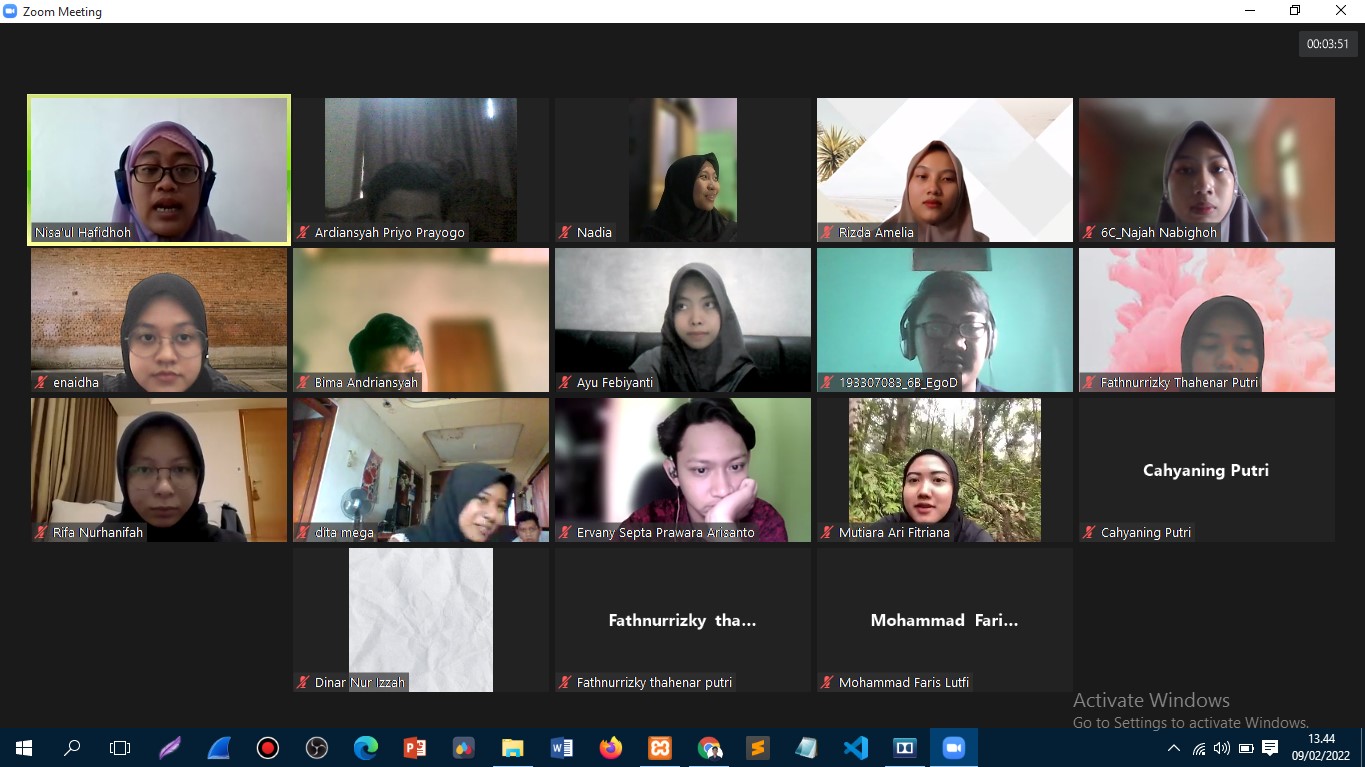 Zoom Meeting
00:03:51
Nisa'ul Hafidhoh
Ardiansyah Priyo Prayogo
Nadia
Rizda Amelia
6C_Najah Nabighoh
enaidha
Bima Andriansyah
Ayu Febiyanti
193307083_6B_EgoD
Fathnurrizky Thahenar Putri
Rifa Nurhanifah
dita mega
Ervany Septa Prawara Arisanto
Mutiara Ari Fitriana
Cahyaning Putri
Cahyaning Putri
Dinar Nur Izzah
Fathnurrizky tha...
Fathnurrizky thahenar putri
Mohammad Fari...
Mohammad Faris Lutfi
Activate Windows
Go to Settings to activate Windows.
13.44
09/02/2022